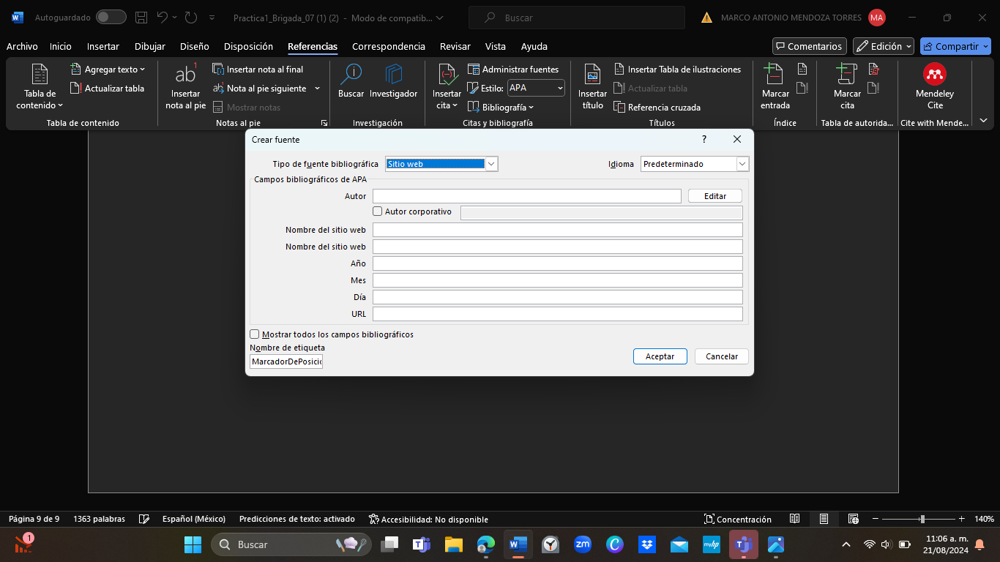 Autoguardado
Practica1_Brigada_07 (1) (2) - Modo de compatib...
Buscar
MARCO ANTONIO MENDOZA TORRES MA
Archivo Inicio Insertar Dibujar Diseño Disposición Referencias Correspondencia Revisar Vista Ayuda
Comentarios Edición Compartir
Tabla de contenido
Agregar texto
Actualizar tabla
Tabla de contenido
ab
Insertar nota al pie
Insertar nota al final
Nota al pie siguiente
Mostrar notas
Notas al pie
Buscar
Investigador
Investigación
Insertar cita
Administrar fuentes
Estilo: APA
Bibliografía
Citas y bibliografía
Insertar título
Insertar Tabla de ilustraciones
Actualizar tabla
Referencia cruzada
Títulos
Marcar entrada
Índice
Marcar cita
Tabla de autorida...
Mendeley Cite
Cite with Mende...
Crear fuente
?
Tipo de fuente bibliográfica Sitio web
Idioma Predeterminado
Campos bibliográficos de APA
Autor
Editar
Autor corporativo
Nombre del sitio web
Nombre del sitio web
Año
Mes
Día
URL
Mostrar todos los campos bibliográficos
Nombre de etiqueta
MarcadorDePosici
Aceptar Cancelar
Página 9 de 9 1363 palabras Español (México) Predicciones de texto: activado Accesibilidad: No disponible
Concentración
140%
1
Buscar
zm
myhp
11:06 a. m.
21/08/2024